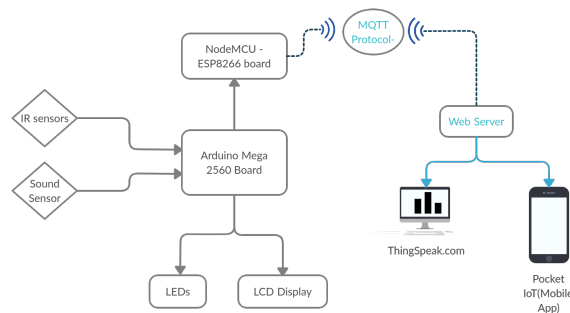 MQTT
Protocol-
NodeMCU -
ESP8266 board
IR sensors
Web Server
Arduino Mega
2560 Board
Sound
Sensor
ThingSpeak.com
Pocket
IoT(Mobile
App)
LEDs
LCD Display